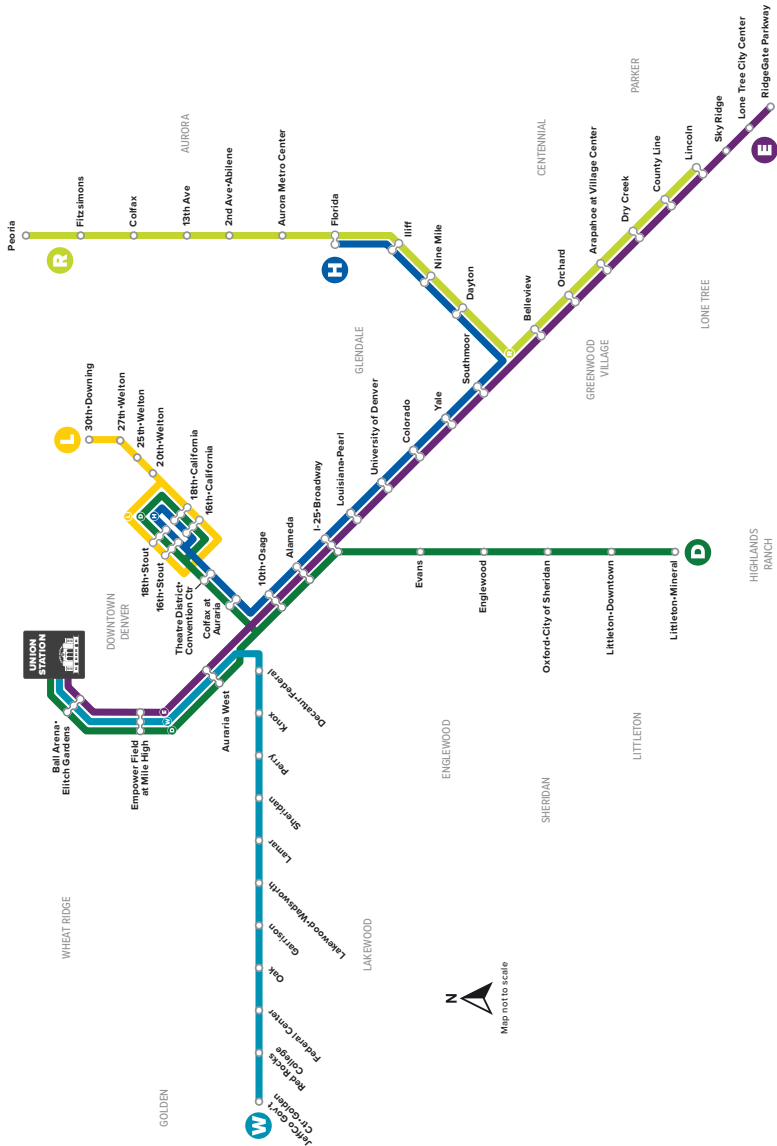 Peoria
R
Fitzsimons
Colfax
13th Ave
2nd Ave•Abilene
Aurora Metro Center
Florida
H
Iliff
Nine Mile
Dayton
R
AURORA
PARKER
CENTENNIAL
GLENDALE
GREENWOOD
VILLAGE
LONE TREE
HIGHLANDS
RANCH
L
30th•Downing
27th•Welton
25th•Welton
20th•Welton
18th•California
16th•California
L
D
H
18th•Stout
16th•Stout
Theatre District•
Convention Ctr
Colfax at
Auraria
DOWNTOWN
DENVER
UNION
STATION
Ball Arena•
Elitch Gardens
Empower Field
at Mile High
E
W
D
Auraria West
10th•Osage
Alameda
I-25•Broadway
Louisiana•Pearl
University of Denver
Colorado
Yale
Southmoor
Belleview
Orchard
Arapahoe at Village Center
Dry Creek
County Line
Lincoln
Sky Ridge
Lone Tree City Center
RidgeGate Parkway
E
Evans
Englewood
Oxford•City of Sheridan
Littleton•Downtown
Littleton•Mineral
D
ENGLEWOOD
SHERIDAN
LITTLETON
Decatur•Federal
Knox
Perry
Sheridan
Lamar
Lakewood•Wadsworth
Garrison
Oak
Federal Center
Red Rocks
College
JeffCo Gov't
Ctr•Golden
W
WHEAT RIDGE
LAKEWOOD
GOLDEN
N
Map not to scale